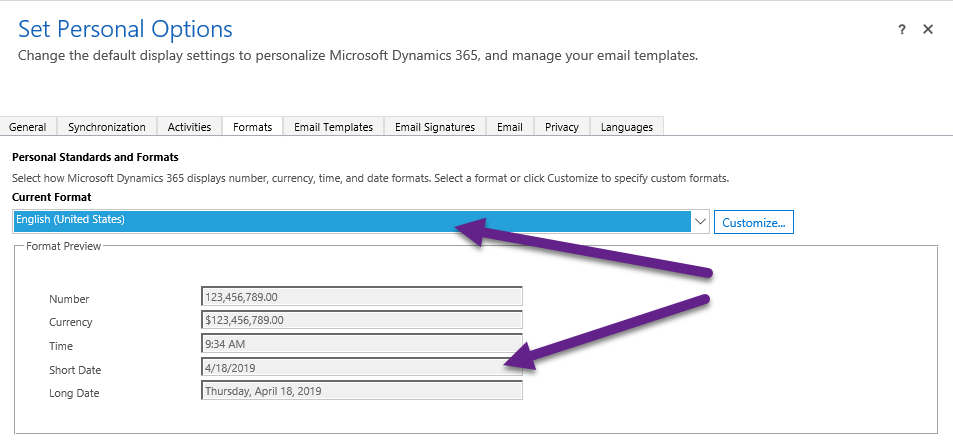 Set Personal Options
? ×
Change the default display settings to personalize Microsoft Dynamics 365, and manage your email templates.
General Synchronization Activities Formats Email Templates Email Signatures Email Privacy Languages
Personal Standards and Formats
Select how Microsoft Dynamics 365 displays number, currency, time, and date formats. Select a format or click Customize to specify custom formats.
Current Format
English (United States) Customize...
Format Preview
Number 123,456,789.00
Currency $123,456,789.00
Time 9:34 AM
Short Date 4/18/2019
Long Date Thursday, April 18, 2019